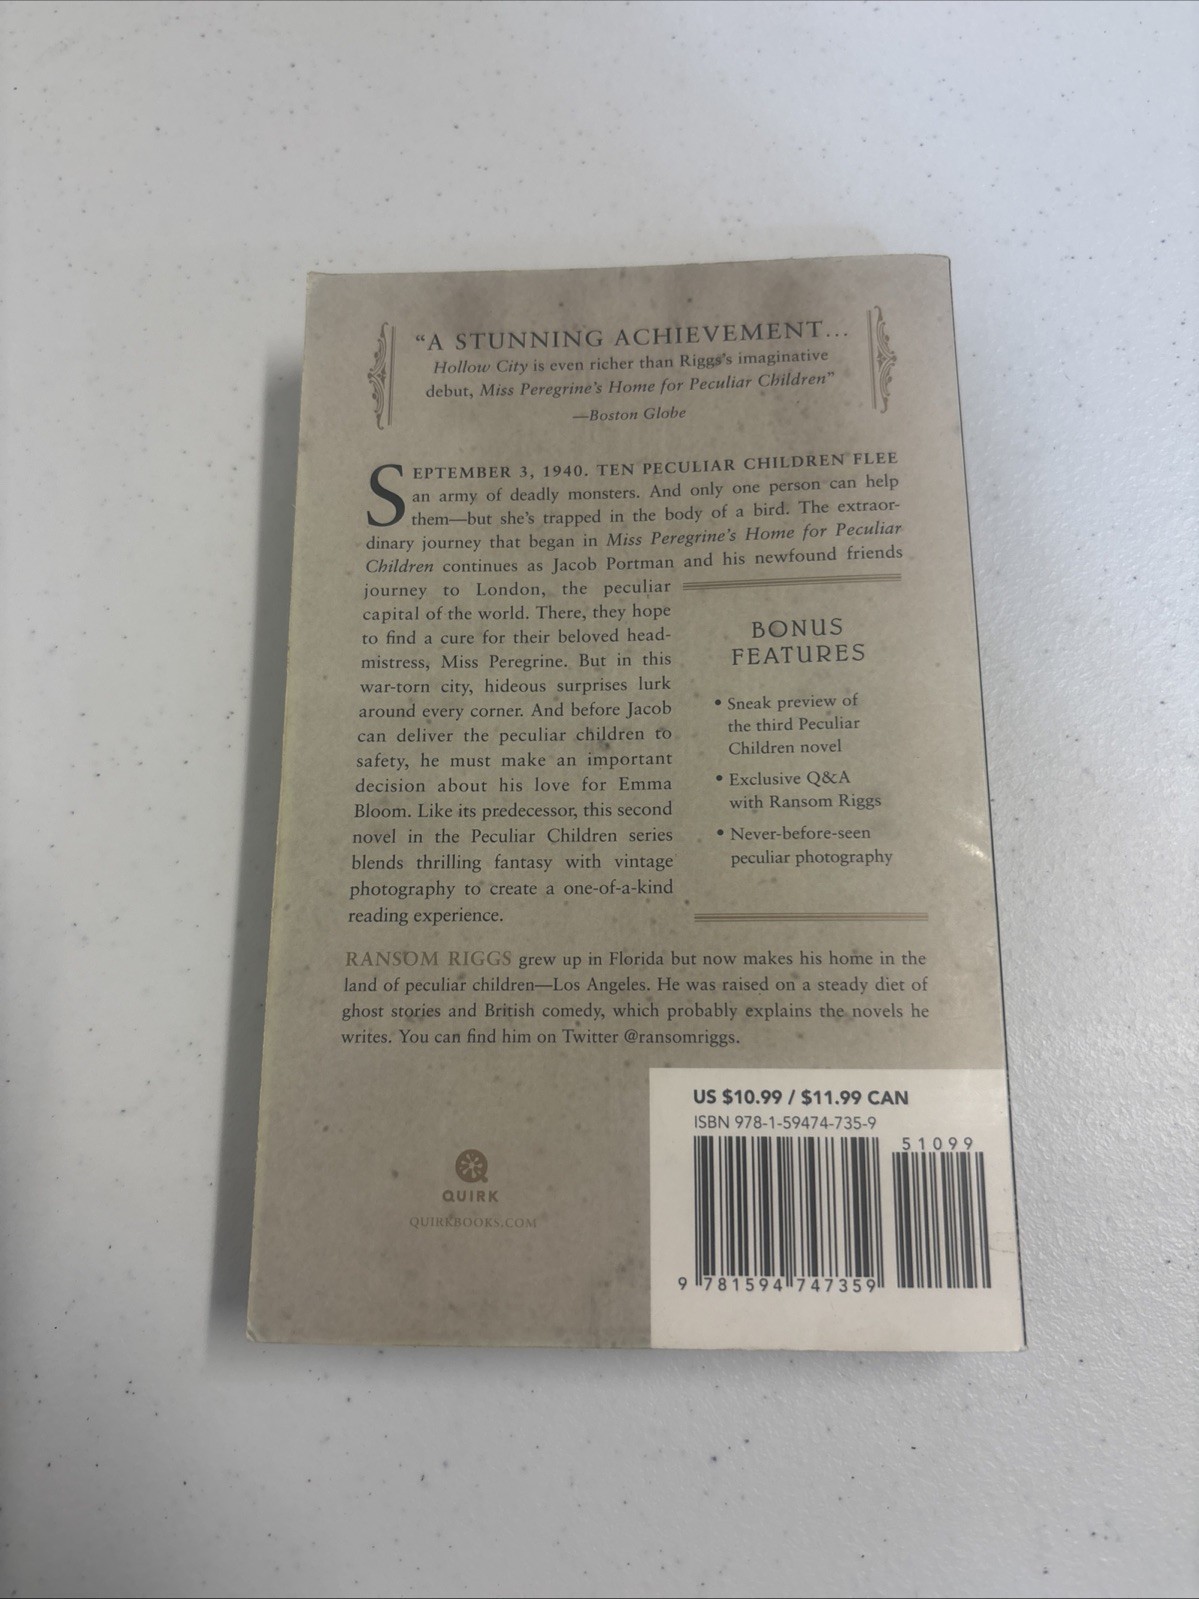 “A STUNNING ACHIEVEMENT...
Hollow City is even richer than Riggs’s imaginative
debut, Miss Peregrine’s Home for Peculiar Children”
—Boston Globe
SEPTEMBER 3, 1940. TEN PECULIAR CHILDREN FLEE
an army of deadly monsters. And only one person can help
them—but she’s trapped in the body of a bird. The extraor-
dinary journey that began in Miss Peregrine’s Home for Peculiar
Children continues as Jacob Portman and his newfound friends
journey to London, the peculiar
capital of the world. There, they hope
to find a cure for their beloved head-
mistress, Miss Peregrine. But in this
war-torn city, hideous surprises lurk
around every corner. And before Jacob
can deliver the peculiar children to
safety, he must make an important
decision about his love for Emma
Bloom. Like its predecessor, this second
novel in the Peculiar Children series
blends thrilling fantasy with vintage
photography to create a one-of-a-kind
reading experience.
BONUS
FEATURES
• Sneak preview of
the third Peculiar
Children novel
• Exclusive Q&A
with Ransom Riggs
• Never-before-seen
peculiar photography
RANSOM RIGGS grew up in Florida but now makes his home in the
land of peculiar children—Los Angeles. He was raised on a steady diet of
ghost stories and British comedy, which probably explains the novels he
writes. You can find him on Twitter @ransomriggs.
QUIRK
QUIRKBOOKS.COM
US $10.99 / $11.99 CAN
ISBN 978-1-59474-735-9
51099
9 781594 747359